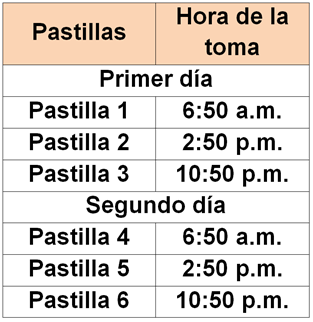 Pastillas Hora de la
toma
Primer día
Pastilla 1 6:50 a.m.
Pastilla 2 2:50 p.m.
Pastilla 3 10:50 p.m.
Segundo día
Pastilla 4 6:50 a.m.
Pastilla 5 2:50 p.m.
Pastilla 6 10:50 p.m.